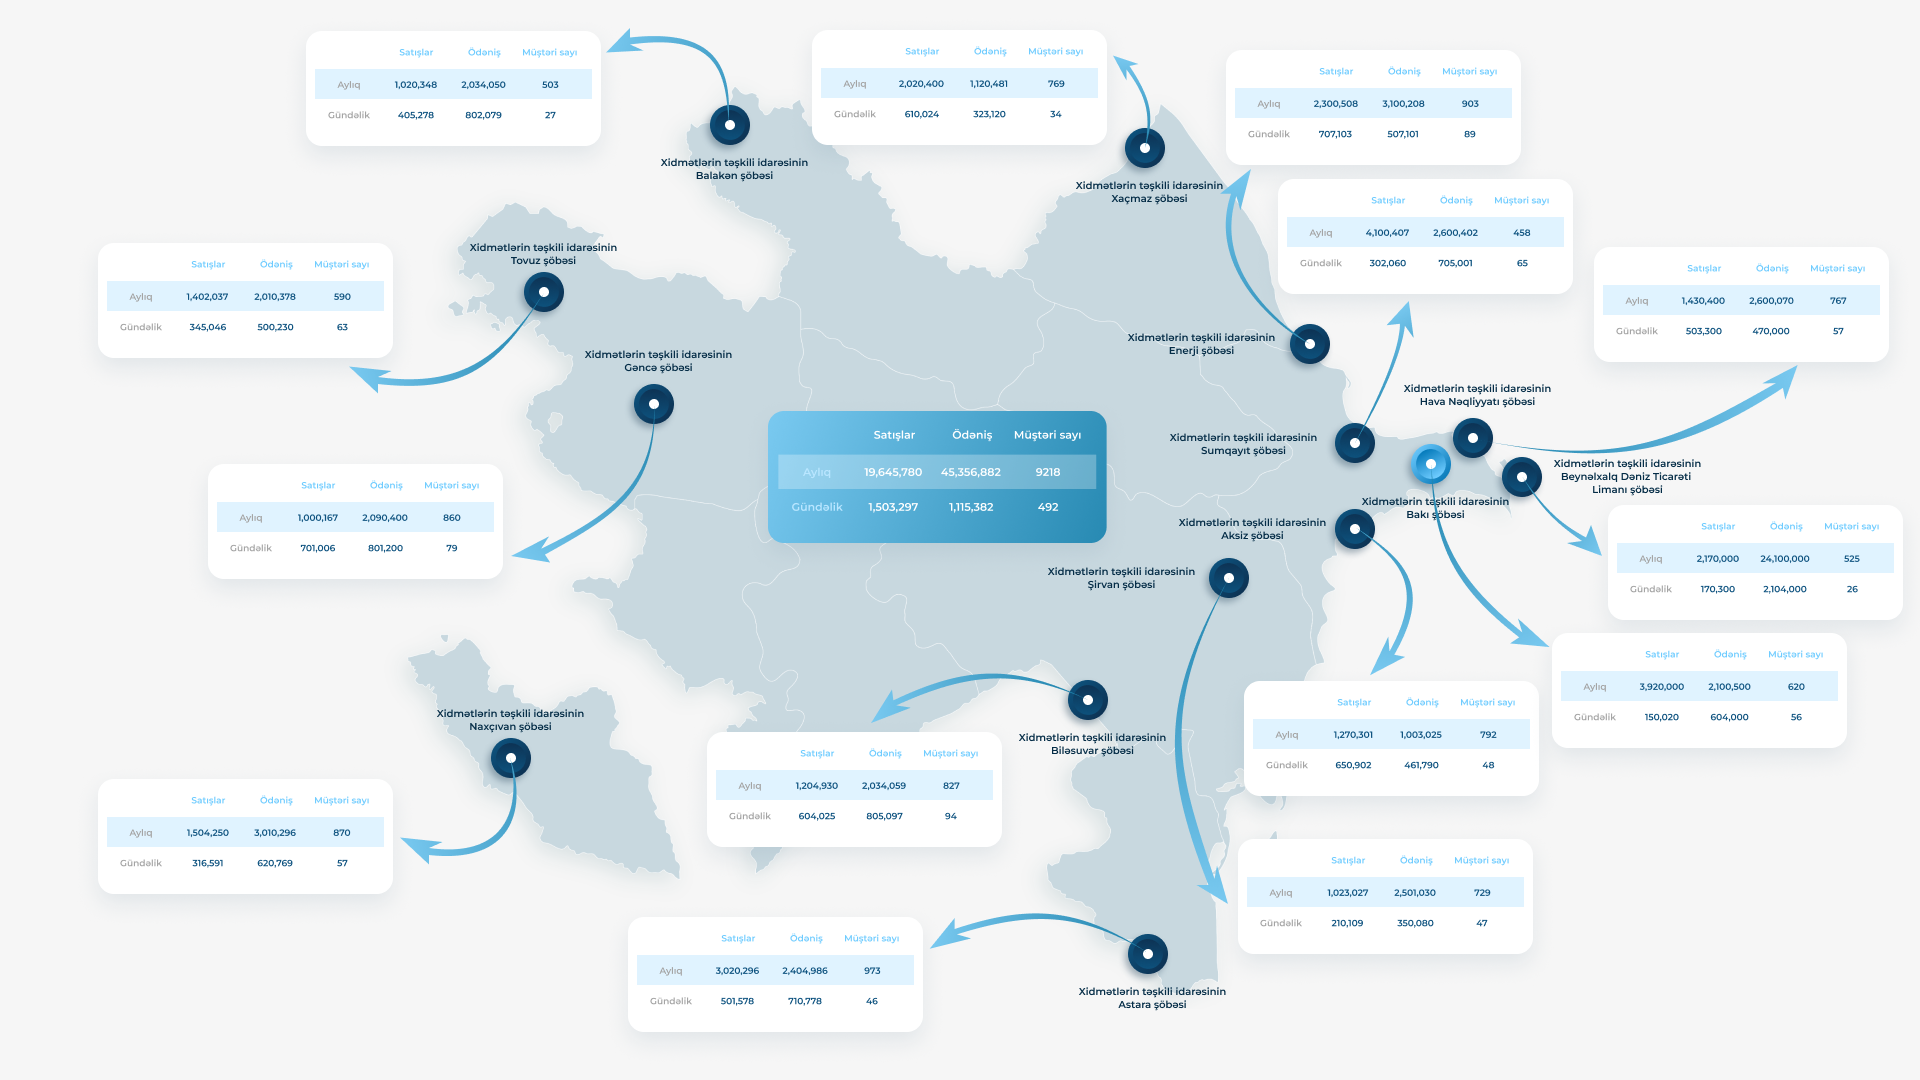 Satışlar Ödəniş Müştəri sayı
Aylıq 1,020,348 2,034,050 503
Gündəlik 405,278 802,079 27
Xidmətlərin təşkili idarəsinin
Balakən şöbəsi
Satışlar Ödəniş Müştəri sayı
Aylıq 2,020,400 1,120,481 769
Gündəlik 610,024 323,120 34
Xidmətlərin təşkili idarəsinin
Xaçmaz şöbəsi
Satışlar Ödəniş Müştəri sayı
Aylıq 2,300,508 3,100,208 903
Gündəlik 707,103 507,101 89
Satışlar Ödəniş Müştəri sayı
Aylıq 4,100,407 2,600,402 458
Gündəlik 302,060 705,001 65
Xidmətlərin təşkili idarəsinin
Tovuz şöbəsi
Satışlar Ödəniş Müştəri sayı
Aylıq 1,402,037 2,010,378 590
Gündəlik 345,046 500,230 63
Satışlar Ödəniş Müştəri sayı
Aylıq 1,430,400 2,600,070 767
Gündəlik 503,300 470,000 57
Xidmətlərin təşkili idarəsinin
Enerji şöbəsi
Xidmətlərin təşkili idarəsinin
Gəncə şöbəsi
Xidmətlərin təşkili idarəsinin
Hava Nəqliyyatı şöbəsi
Satışlar Ödəniş Müştəri sayı
Aylıq 19,645,780 45,356,882 9218
Gündəlik 1,503,297 1,115,382 492
Xidmətlərin təşkili idarəsinin
Sumqayıt şöbəsi
Xidmətlərin təşkili idarəsinin
Beynəlxalq Dəniz Ticarəti
Limanı şöbəsi
Satışlar Ödəniş Müştəri sayı
Aylıq 1,000,167 2,090,400 860
Gündəlik 701,006 801,200 79
Xidmətlərin təşkili idarəsinin
Bakı şöbəsi
Xidmətlərin təşkili idarəsinin
Aksiz şöbəsi
Satışlar Ödəniş Müştəri sayı
Aylıq 2,170,000 24,100,000 525
Gündəlik 170,300 2,104,000 26
Xidmətlərin təşkili idarəsinin
Şirvan şöbəsi
Satışlar Ödəniş Müştəri sayı
Aylıq 3,920,000 2,100,500 620
Gündəlik 150,020 604,000 56
Satışlar Ödəniş Müştəri sayı
Aylıq 1,270,301 1,003,025 792
Gündəlik 650,902 461,790 48
Xidmətlərin təşkili idarəsinin
Naxçıvan şöbəsi
Xidmətlərin təşkili idarəsinin
Biləsuvar şöbəsi
Satışlar Ödəniş Müştəri sayı
Aylıq 1,204,930 2,034,059 827
Gündəlik 604,025 805,097 94
Satışlar Ödəniş Müştəri sayı
Aylıq 1,504,250 3,010,296 870
Gündəlik 316,591 620,769 57
Satışlar Ödəniş Müştəri sayı
Aylıq 1,023,027 2,501,030 729
Gündəlik 210,109 350,080 47
Satışlar Ödəniş Müştəri sayı
Aylıq 3,020,296 2,404,986 973
Gündəlik 501,578 710,778 46
Xidmətlərin təşkili idarəsinin
Astara şöbəsi